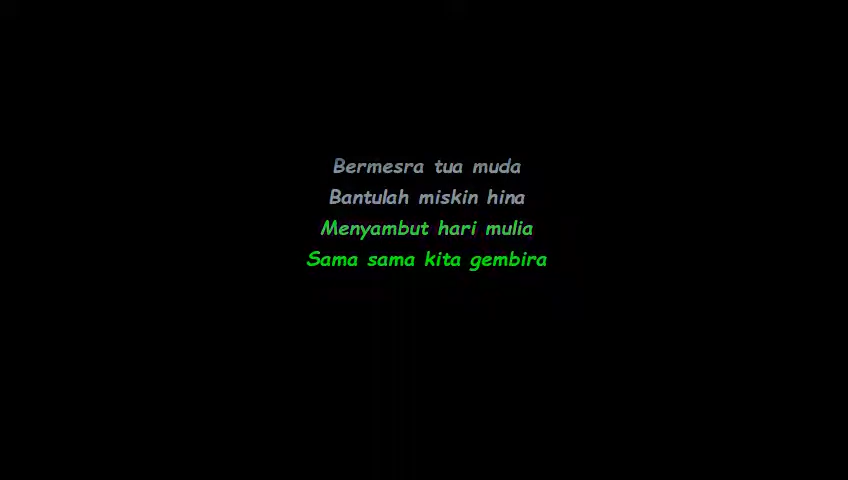 Bermesra tua muda
Bantulah miskin hina
Menyambut hari mulia
Sama sama kita gembira